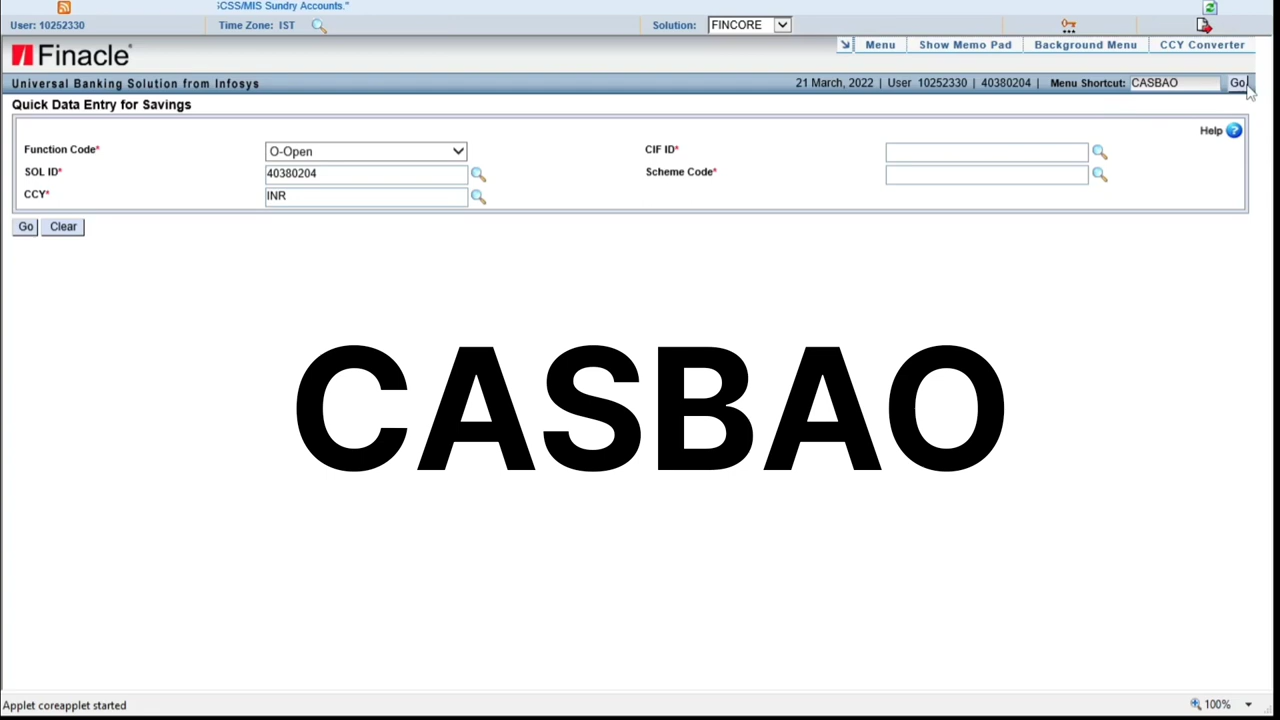 GCSS/MIS Sundry Accounts."
User: 10252330 Time Zone: IST Solution: FINCORE
Finacle
Menu Show Memo Pad Background Menu CCY Converter
Universal Banking Solution from Infosys 21 March, 2022 | User 10252330 | 40380204 | Menu Shortcut: CASBAO Go
Quick Data Entry for Savings
Help ?
Function Code* O-Open CIF ID*
SOL ID* 40380204 Scheme Code*
CCY* INR
Go Clear
CASBAO
Applet coreapplet started 100%